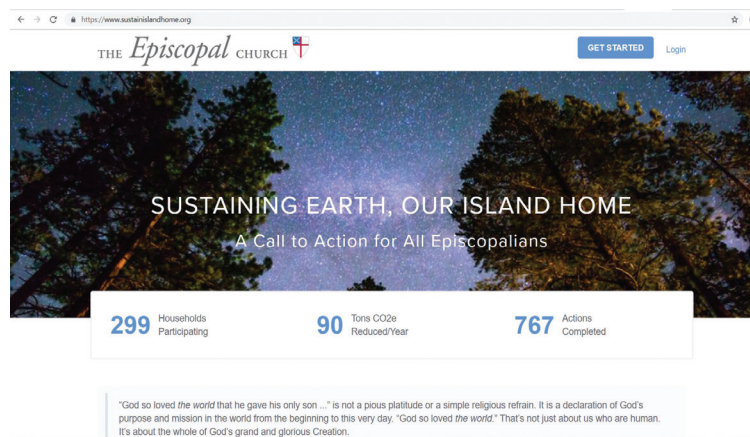 https://www.sustainislandhome.org
THE Episcopal CHURCH
GET STARTED
Login
SUSTAINING EARTH, OUR ISLAND HOME
A Call to Action for All Episcopalians
299 Households Participating
90 Tons CO2e Reduced/Year
767 Actions Completed
"God so loved the world that he gave his only son ..." is not a pious platitude or a simple religious refrain. It is a declaration of God's
purpose and mission in the world from the beginning to this very day. "God so loved the world." That's not just about us who are human.
It's about the whole of God's grand and glorious Creation.